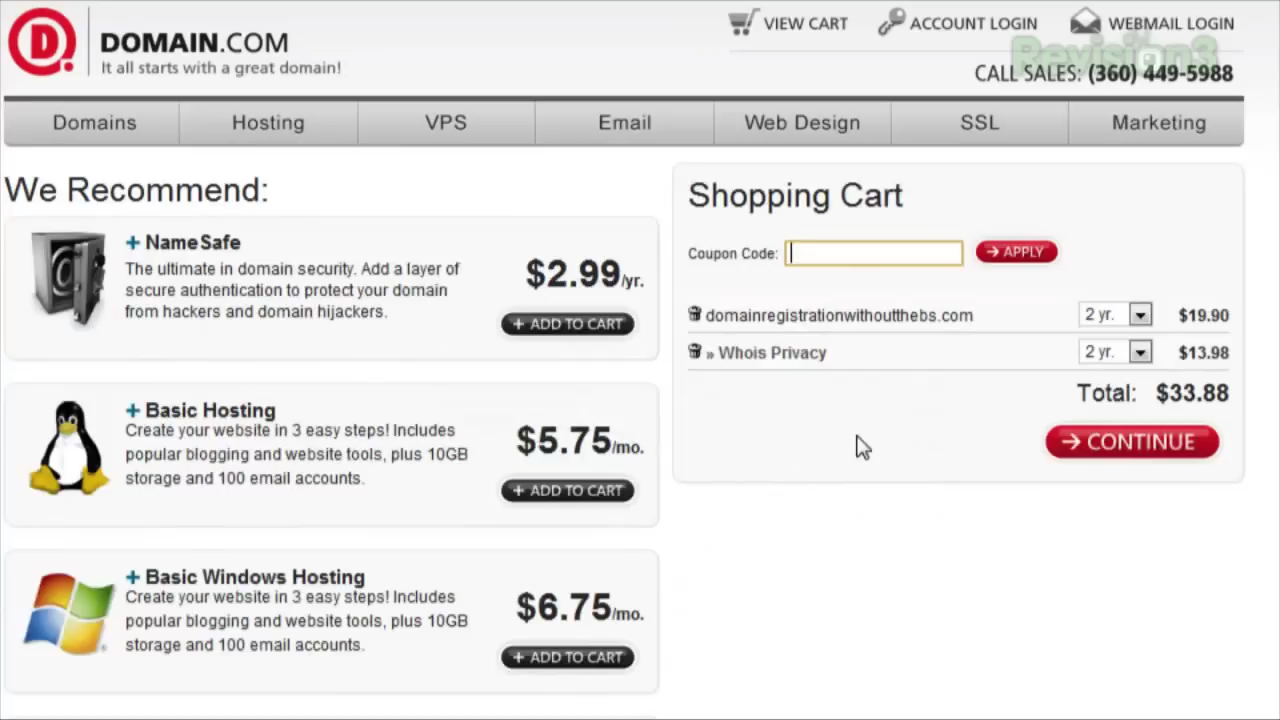 DOMAIN.COM
It all starts with a great domain!
VIEW CART
ACCOUNT LOGIN
WEBMAIL LOGIN
Revision3
CALL SALES: (360) 449-5988
Domains
Hosting
VPS
Email
Web Design
SSL
Marketing
We Recommend:
+ NameSafe
The ultimate in domain security. Add a layer of
secure authentication to protect your domain
from hackers and domain hijackers.
$2.99/yr.
+ ADD TO CART
+ Basic Hosting
Create your website in 3 easy steps! Includes
popular blogging and website tools, plus 10GB
storage and 100 email accounts.
$5.75/mo.
+ ADD TO CART
+ Basic Windows Hosting
Create your website in 3 easy steps! Includes
popular blogging and website tools, plus 10GB
storage and 100 email accounts.
$6.75/mo.
+ ADD TO CART
Shopping Cart
Coupon Code:
APPLY
domainregistrationwithoutthebs.com 2 yr. $19.90
» Whois Privacy 2 yr. $13.98
Total: $33.88
CONTINUE